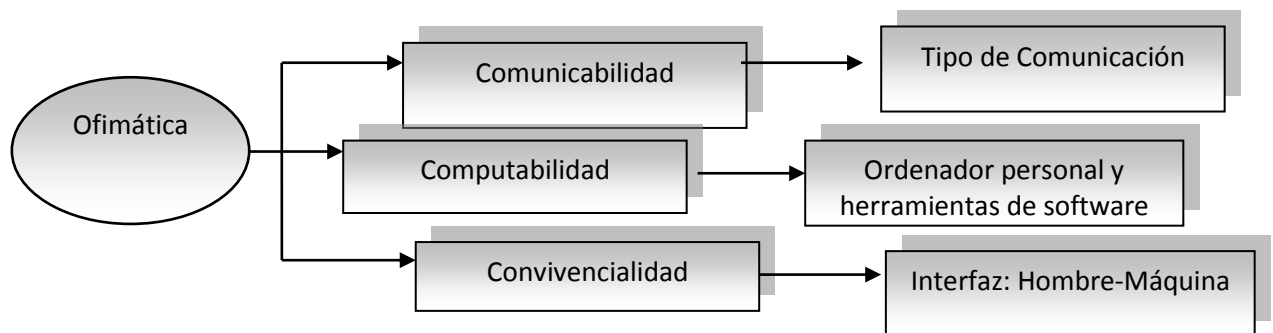 Ofimática
Comunicabilidad
Tipo de Comunicación
Computabilidad
Ordenador personal y
herramientas de software
Convivencialidad
Interfaz: Hombre-Máquina